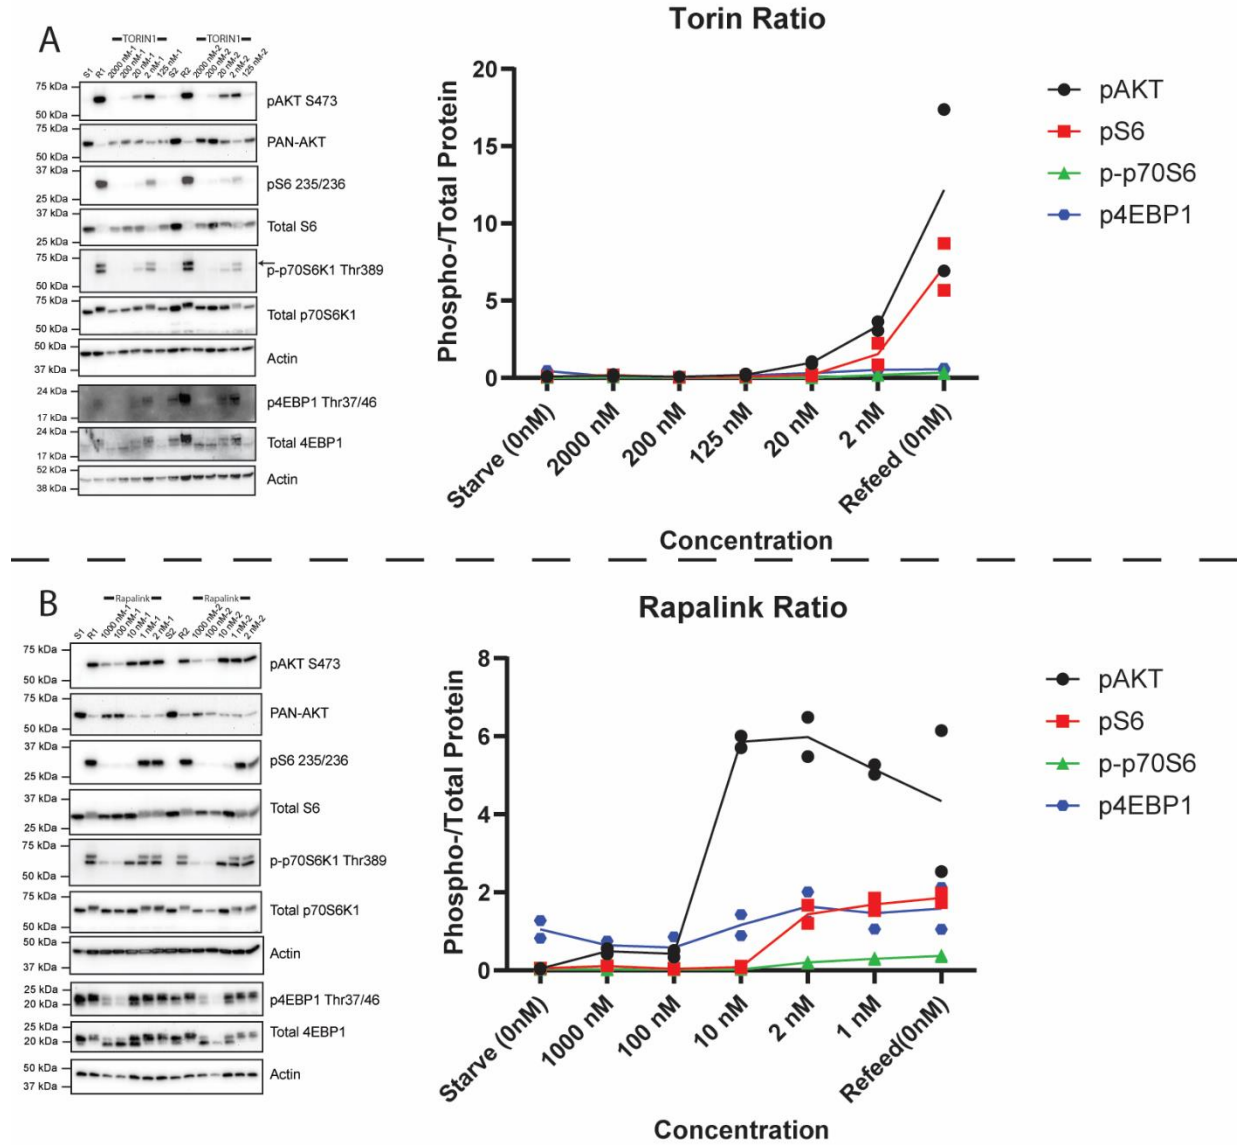 A
TORIN1 TORIN1
S1 R1 2000 nM-1 200 nM-1 20 nM-1 2 nM-1 125 nM-1 S2 R2 2000 nM-2 200 nM-2 20 nM-2 2 nM-2 125 nM-2
75 kDa
pAKT S473
50 kDa
75 kDa
PAN-AKT
50 kDa
37 kDa
pS6 235/236
25 kDa
37 kDa
Total S6
25 kDa
75 kDa
p-p70S6K1 Thr389
50 kDa
75 kDa
Total p70S6K1
50 kDa
50 kDa
Actin
37 kDa
24 kDa
p4EBP1 Thr37/46
17 kDa
24 kDa
Total 4EBP1
17 kDa
52 kDa
Actin
38 kDa
Torin Ratio
Phospho-/Total Protein
20
15
10
5
0
Starve (0nM) 2000 nM 200 nM 125 nM 20 nM 2 nM Refeed (0nM)
Concentration
pAKT
pS6
p-p70S6
p4EBP1
B
Rapalink Rapalink
S1 R1 1000 nM-1 100 nM-1 10 nM-1 1 nM-1 2 nM-1 S2 R2 1000 nM-2 100 nM-2 10 nM-2 1 nM-2 2 nM-2
75 kDa
pAKT S473
50 kDa
75 kDa
PAN-AKT
50 kDa
37 kDa
pS6 235/236
25 kDa
37 kDa
Total S6
25 kDa
75 kDa
p-p70S6K1 Thr389
50 kDa
75 kDa
Total p70S6K1
50 kDa
50 kDa
Actin
37 kDa
25 kDa
p4EBP1 Thr37/46
20 kDa
25 kDa
Total 4EBP1
20 kDa
50 kDa
Actin
37 kDa
Rapalink Ratio
Phospho-/Total Protein
8
6
4
2
0
Starve (0nM) 1000 nM 100 nM 10 nM 2 nM 1 nM Refeed(0nM)
Concentration
pAKT
pS6
p-p70S6
p4EBP1